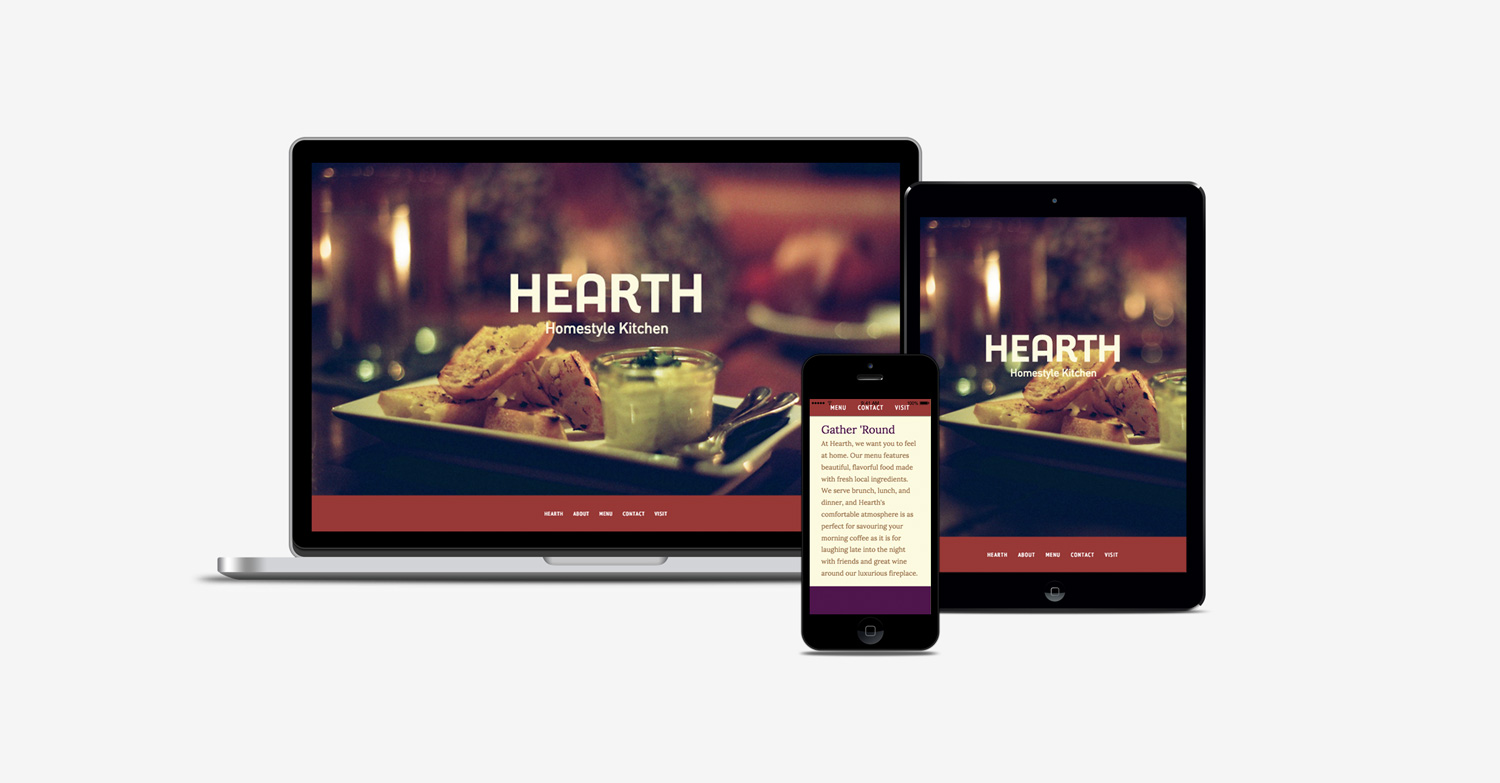 HEARTH
Homestyle Kitchen
HEARTH ABOUT MENU CONTACT VISIT
HEARTH
Homestyle Kitchen
HEARTH ABOUT MENU CONTACT VISIT
MENU CONTACT VISIT
Gather 'Round
At Hearth, we want you to feel
at home. Our menu features
beautiful, flavorful food made
with fresh local ingredients.
We serve brunch, lunch, and
dinner, and Hearth's
comfortable atmosphere is as
perfect for savouring your
morning coffee as it is for
laughing late into the night
with friends and great wine
around our luxurious fireplace.